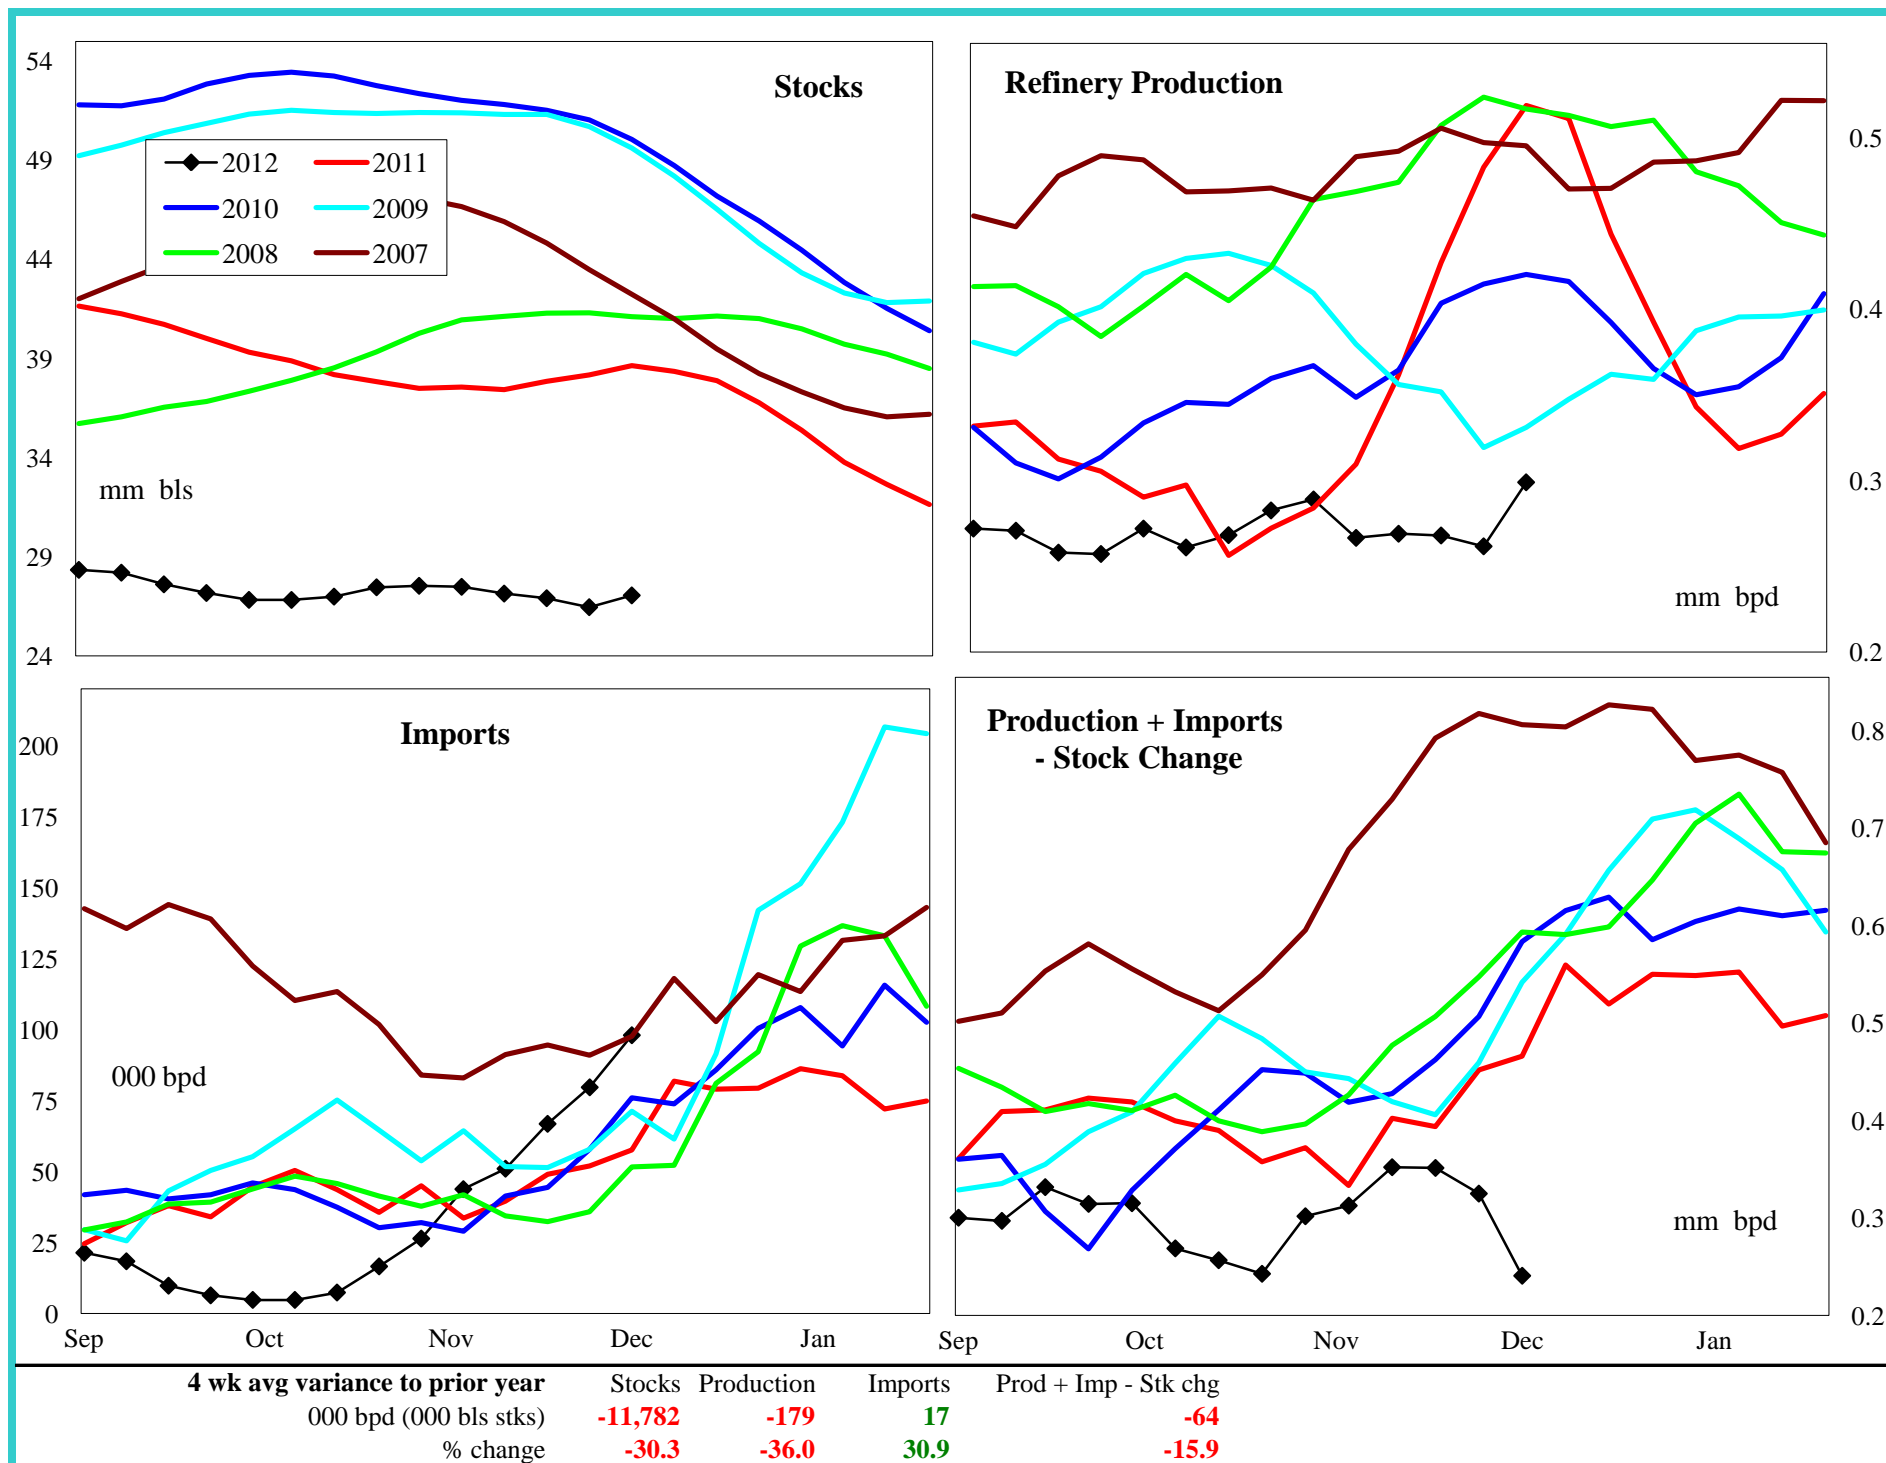 Stocks
54
49
44
39
34
29
24
2012 2011
2010 2009
2008 2007
mm bls
Refinery Production
0.5
0.4
0.3
0.2
mm bpd
Imports
200
175
150
125
100
75
50
25
0
000 bpd
Sep Oct Nov Dec Jan
Production + Imports
- Stock Change
0.8
0.7
0.6
0.5
0.4
0.3
0.2
mm bpd
Sep Oct Nov Dec Jan
4 wk avg variance to prior year Stocks Production Imports Prod + Imp - Stk chg
000 bpd (000 bls stks) -11,782 -179 17 -64
% change -30.3 -36.0 30.9 -15.9